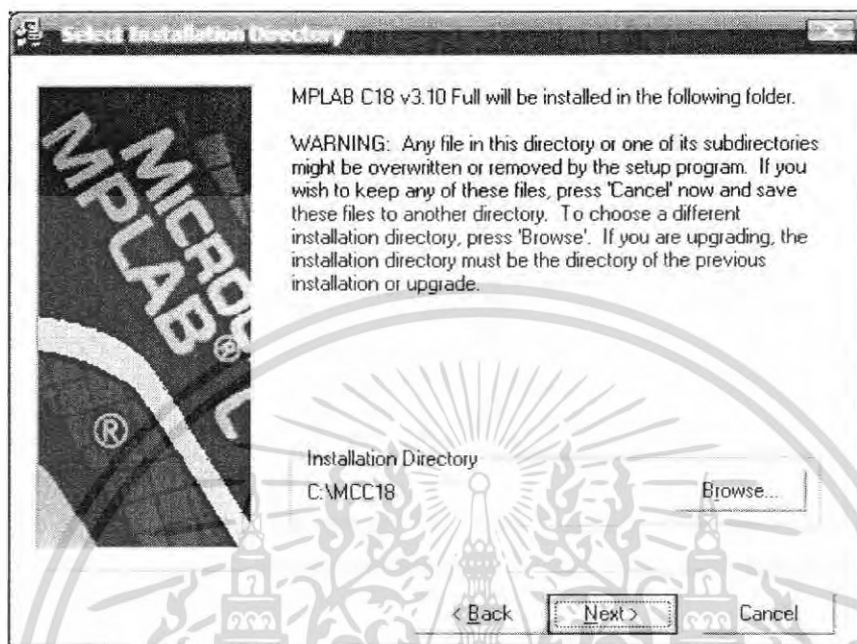 Select Installation Directory
MPLAB C18 v3.10 Full will be installed in the following folder.
WARNING: Any file in this directory or one of its subdirectories
might be overwritten or removed by the setup program. If you
wish to keep any of these files, press 'Cancel' now and save
these files to another directory. To choose a different
installation directory, press 'Browse'. If you are upgrading, the
installation directory must be the directory of the previous
installation or upgrade.
MPLAB®
®
Installation Directory
C:\MCC18
Browse...
< Back
Next >
Cancel